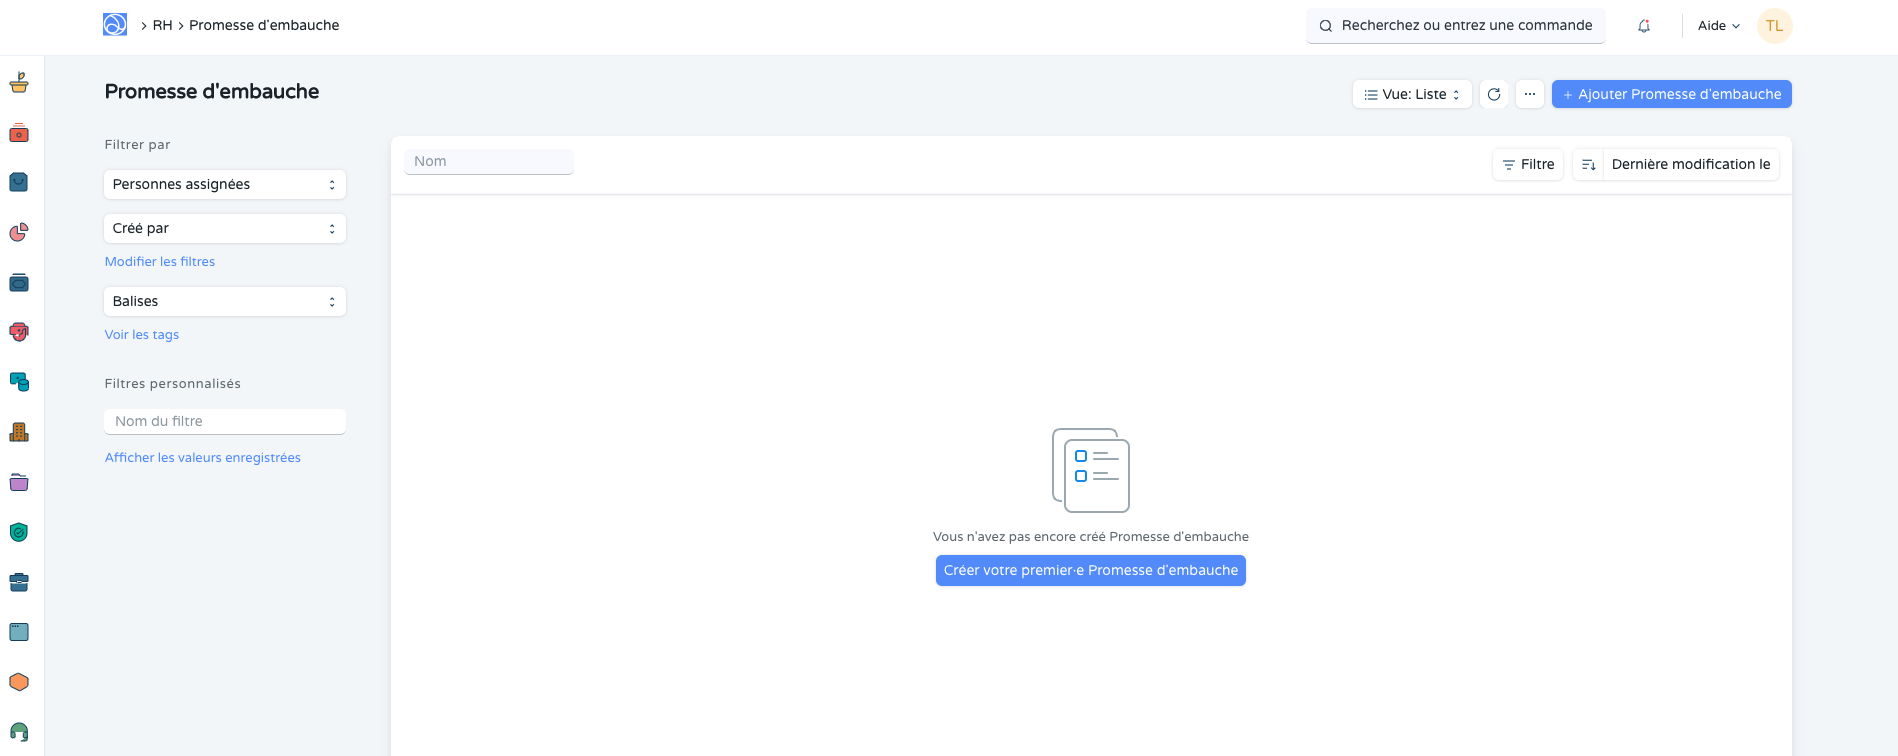 RH
Promesse d'embauche
Recherchez ou entrez une commande
Aide
TL
Promesse d'embauche
Vue: Liste
Ajouter Promesse d'embauche
Filtrer par
Personnes assignées
Créé par
Modifier les filtres
Balises
Voir les tags
Filtres personnalisés
Nom du filtre
Afficher les valeurs enregistrées
Nom
Filtre
Dernière modification le
Vous n'avez pas encore créé Promesse d'embauche
Créer votre premier·e Promesse d'embauche